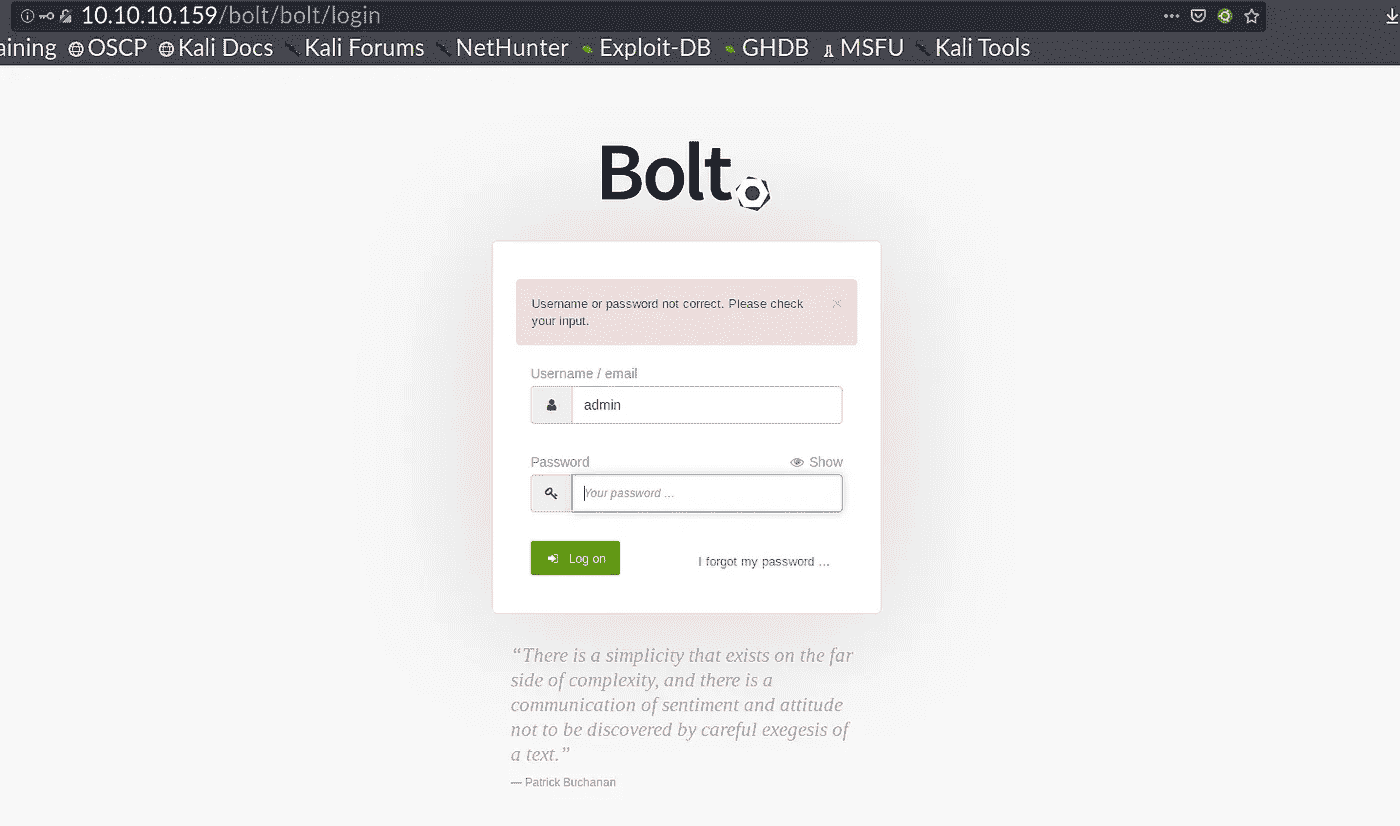 10.10.10.159/bolt/bolt/login
aining OSCP Kali Docs Kali Forums NetHunter Exploit-DB GHDB MSFU Kali Tools
Bolt
Username or password not correct. Please check
your input.
Username / email
admin
Password Show
Your password ...
Log on I forgot my password ...
“There is a simplicity that exists on the far
side of complexity, and there is a
communication of sentiment and attitude
not to be discovered by careful exegesis of
a text.”
— Patrick Buchanan